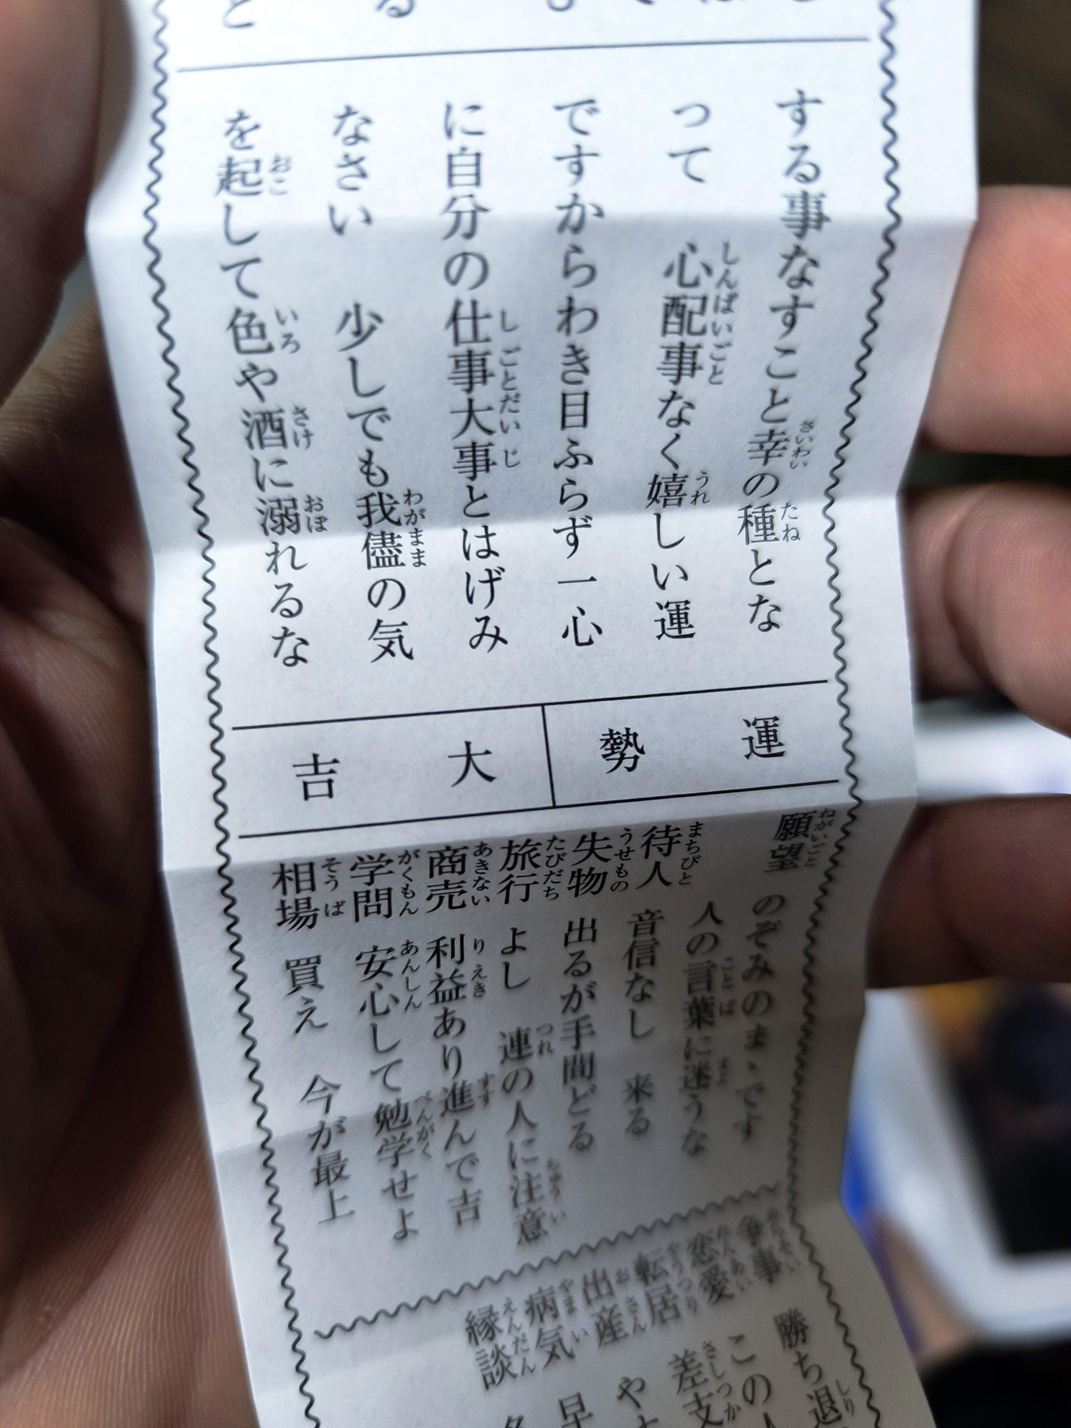 する事なすこと幸の種とな
って 心配事なく嬉しい運
ですからわき目ふらず一心
に自分の仕事大事とはげみ
なさい 少しでも我儘の気
を起して色や酒に溺れるな
運勢 大吉
願望 のぞみのまゝです
人の言葉に迷うな
待人 音信なし 来る
失物 出るが手間どる
旅行 よし 連の人に注意
商売 利益あり進んで吉
学問 安心して勉学せよ
相場 買え 今が最上
争事 勝ち退
恋愛 この
転居 差支
出産
病気 早
縁談